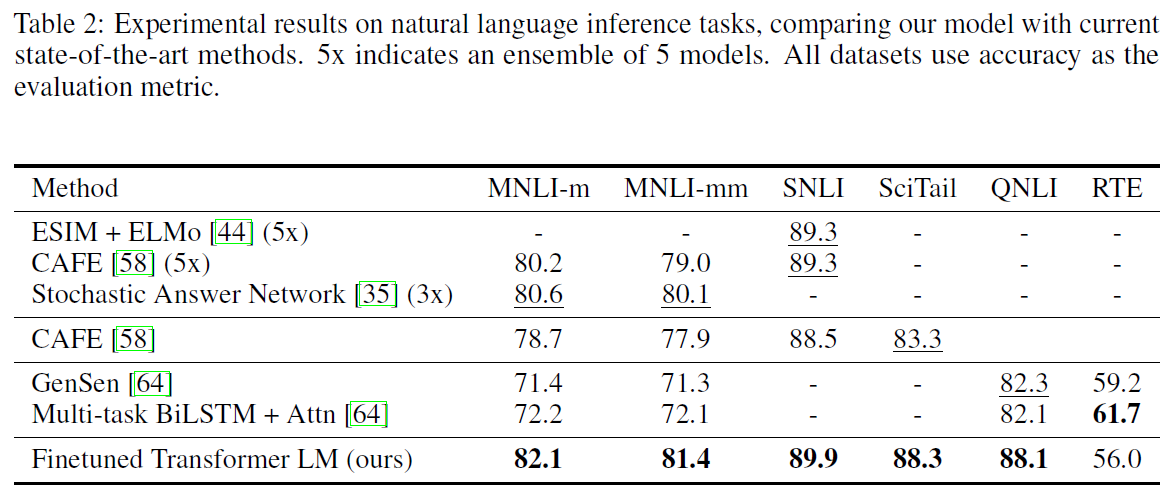 Table 2: Experimental results on natural language inference tasks, comparing our model with current
state-of-the-art methods. 5x indicates an ensemble of 5 models. All datasets use accuracy as the
evaluation metric.
Method MNLI-m MNLI-mm SNLI SciTail QNLI RTE
ESIM + ELMo [44] (5x) - - 89.3 - - -
CAFE [58] (5x) 80.2 79.0 89.3 - - -
Stochastic Answer Network [35] (3x) 80.6 80.1 - - - -
CAFE [58] 78.7 77.9 88.5 83.3
GenSen [64] 71.4 71.3 - - 82.3 59.2
Multi-task BiLSTM + Attn [64] 72.2 72.1 - - 82.1 61.7
Finetuned Transformer LM (ours) 82.1 81.4 89.9 88.3 88.1 56.0